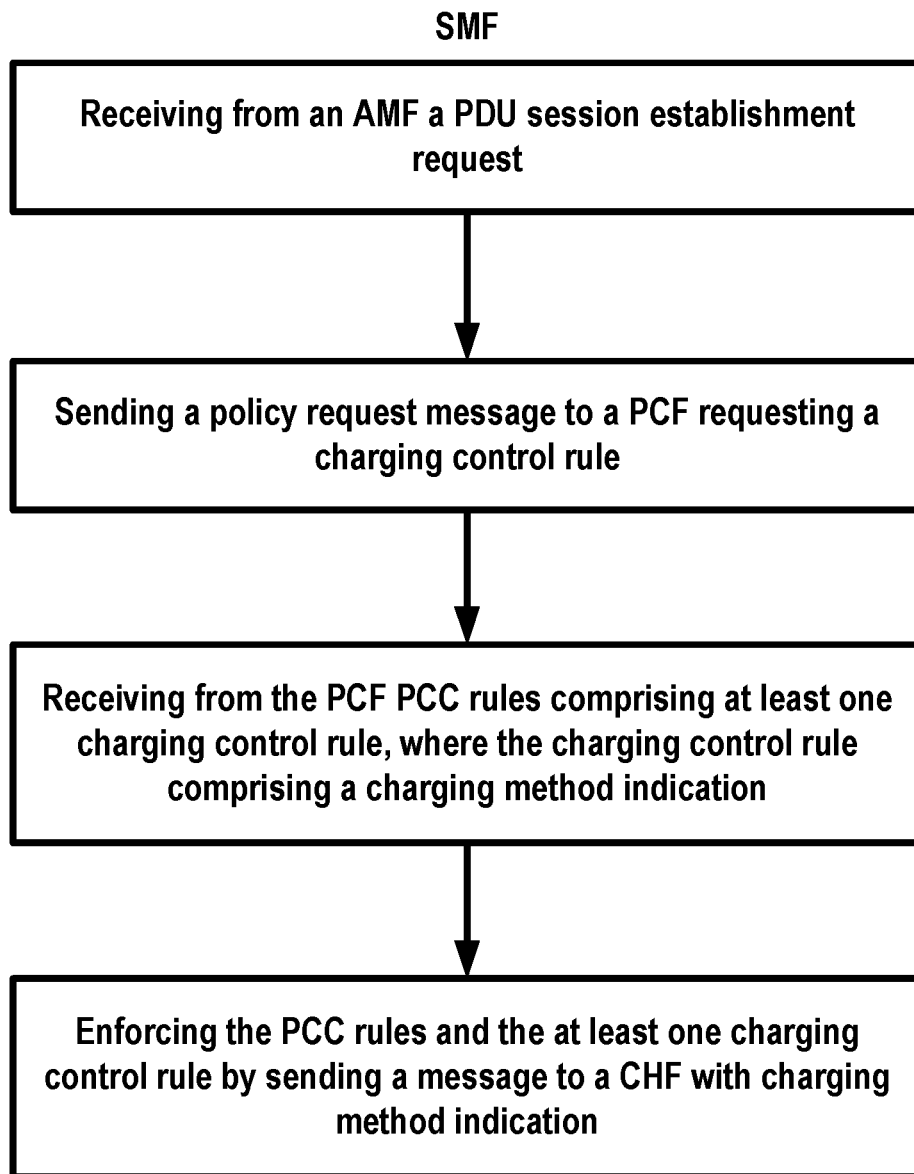 SMF
Receiving from an AMF a PDU session establishment
request
Sending a policy request message to a PCF requesting a
charging control rule
Receiving from the PCF PCC rules comprising at least one
charging control rule, where the charging control rule
comprising a charging method indication
Enforcing the PCC rules and the at least one charging
control rule by sending a message to a CHF with charging
method indication